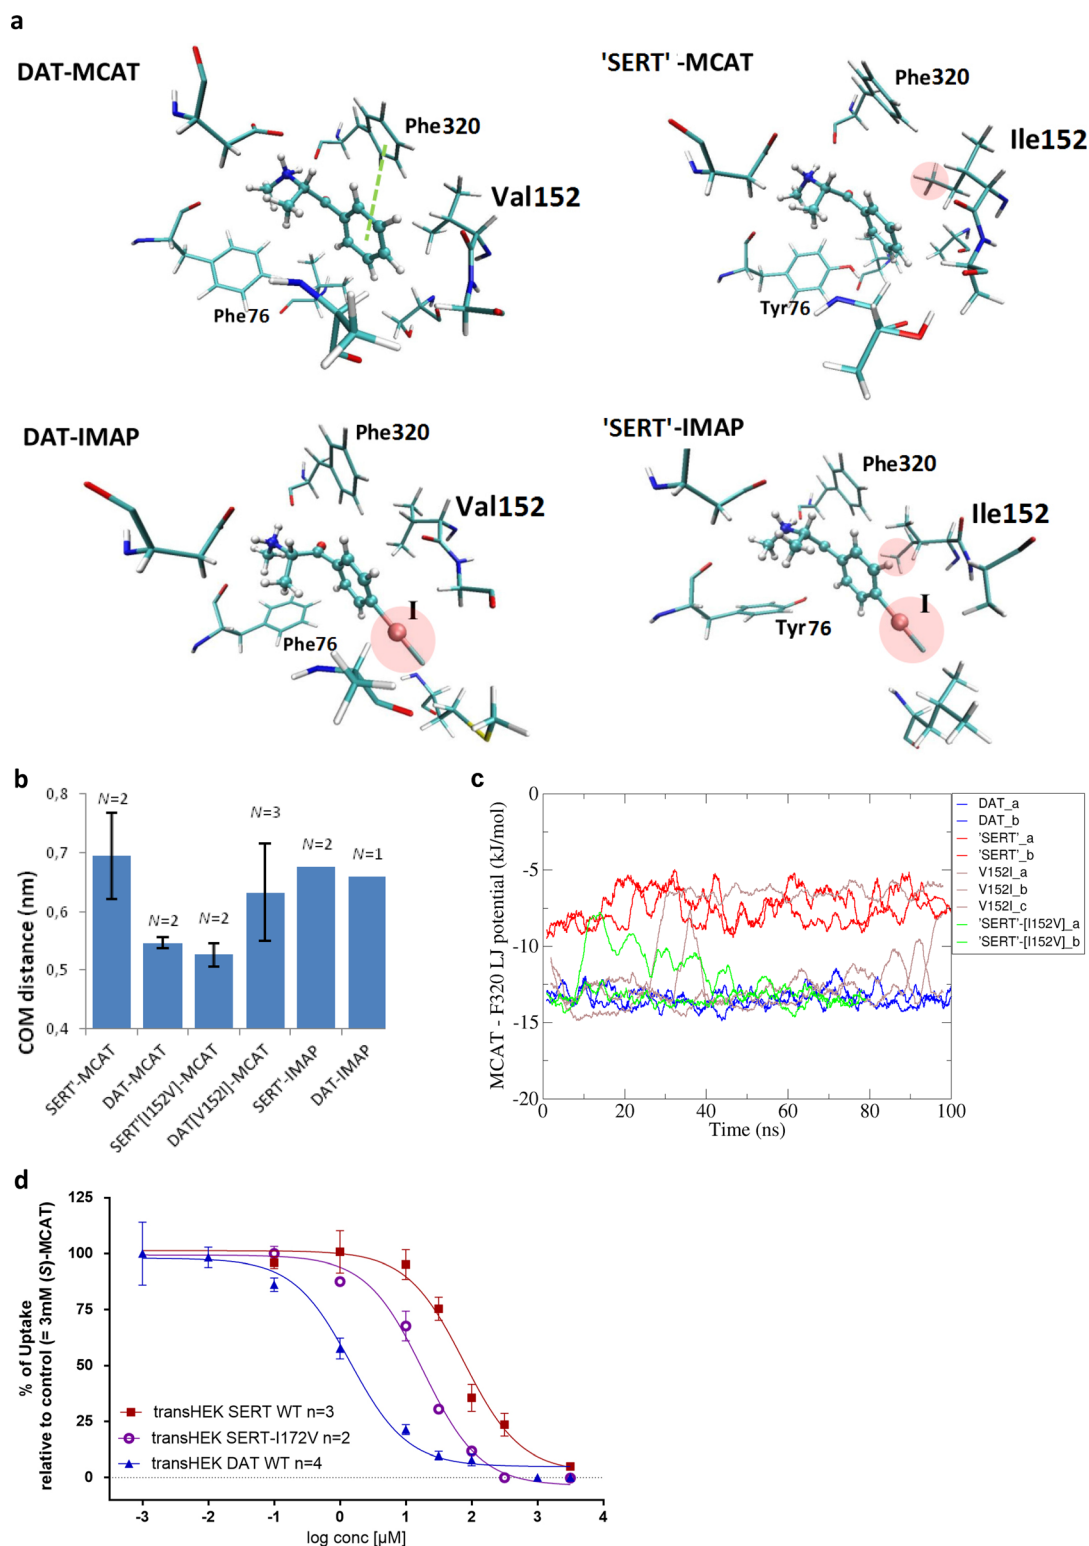 a
DAT-MCAT
Phe320
Val152
Phe76
'SERT' -MCAT
Phe320
Ile152
Tyr76
DAT-IMAP
Phe320
Val152
I
Phe76
'SERT'-IMAP
Phe320
Ile152
I
Tyr76
b
COM distance (nm)
0,8
0,7
0,6
0,5
0,4
N=2
N=2
N=2
N=3
N=2
N=1
SERT'-MCAT
DAT-MCAT
SERT'[I152V]-MCAT
DAT[V152I]-MCAT
SERT'-IMAP
DAT-IMAP
c
MCAT - F320 LJ potential (kJ/mol)
0
-5
-10
-15
-20
0
20
40
60
80
100
Time (ns)
DAT_a
DAT_b
'SERT'_a
'SERT'_b
V152I_a
V152I_b
V152I_c
'SERT'-[I152V]_a
'SERT'-[I152V]_b
d
% of Uptake
relative to control (= 3mM (S)-MCAT)
125
100
75
50
25
0
transHEK SERT WT n=3
transHEK SERT-I172V n=2
transHEK DAT WT n=4
-3
-2
-1
0
1
2
3
4
log conc [µM]